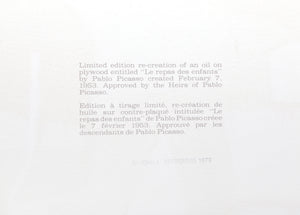 Limited edition re-creation of an oil on
plywood entitled "Le repas des enfants"
by Pablo Picasso created February 7,
1953. Approved by the Heirs of Pablo
Picasso.
Edition à tirage limité, re-création de
huile sur contre-plaqué intitulée "Le
repas des enfants" de Pablo Picasso créée
le 7 février 1953. Approuvé par les
descendants de Pablo Picasso.